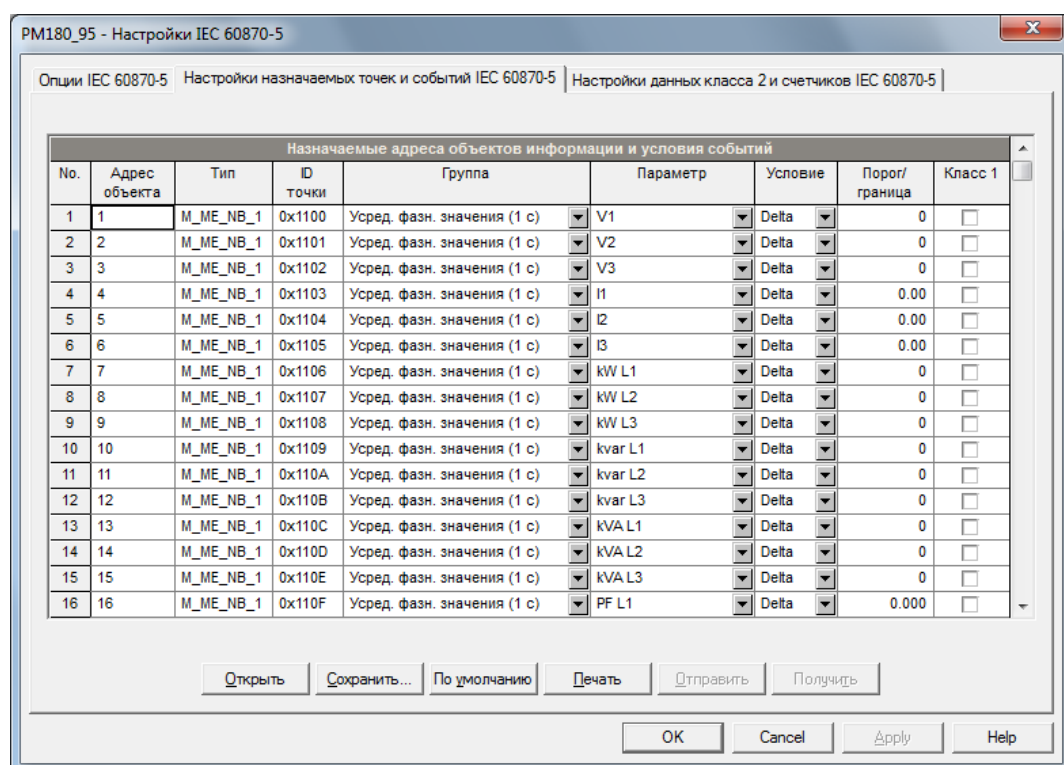 PM180_95 - Настройки IEC 60870-5
Опции IEC 60870-5 Настройки назначаемых точек и событий IEC 60870-5 Настройки данных класса 2 и счетчиков IEC 60870-5
Назначаемые адреса объектов информации и условия событий
No. Адрес объекта Тип ID точки Группа Параметр Условие Порог/граница Класс 1
1 1 M_ME_NB_1 0x1100 Усред. фазн. значения (1 с) V1 Delta 0
2 2 M_ME_NB_1 0x1101 Усред. фазн. значения (1 с) V2 Delta 0
3 3 M_ME_NB_1 0x1102 Усред. фазн. значения (1 с) V3 Delta 0
4 4 M_ME_NB_1 0x1103 Усред. фазн. значения (1 с) I1 Delta 0.00
5 5 M_ME_NB_1 0x1104 Усред. фазн. значения (1 с) I2 Delta 0.00
6 6 M_ME_NB_1 0x1105 Усред. фазн. значения (1 с) I3 Delta 0.00
7 7 M_ME_NB_1 0x1106 Усред. фазн. значения (1 с) kW L1 Delta 0
8 8 M_ME_NB_1 0x1107 Усред. фазн. значения (1 с) kW L2 Delta 0
9 9 M_ME_NB_1 0x1108 Усред. фазн. значения (1 с) kW L3 Delta 0
10 10 M_ME_NB_1 0x1109 Усред. фазн. значения (1 с) kvar L1 Delta 0
11 11 M_ME_NB_1 0x110A Усред. фазн. значения (1 с) kvar L2 Delta 0
12 12 M_ME_NB_1 0x110B Усред. фазн. значения (1 с) kvar L3 Delta 0
13 13 M_ME_NB_1 0x110C Усред. фазн. значения (1 с) kVA L1 Delta 0
14 14 M_ME_NB_1 0x110D Усред. фазн. значения (1 с) kVA L2 Delta 0
15 15 M_ME_NB_1 0x110E Усред. фазн. значения (1 с) kVA L3 Delta 0
16 16 M_ME_NB_1 0x110F Усред. фазн. значения (1 с) PF L1 Delta 0.000
Открыть Сохранить... По умолчанию Печать Отправить Получить
OK Cancel Apply Help